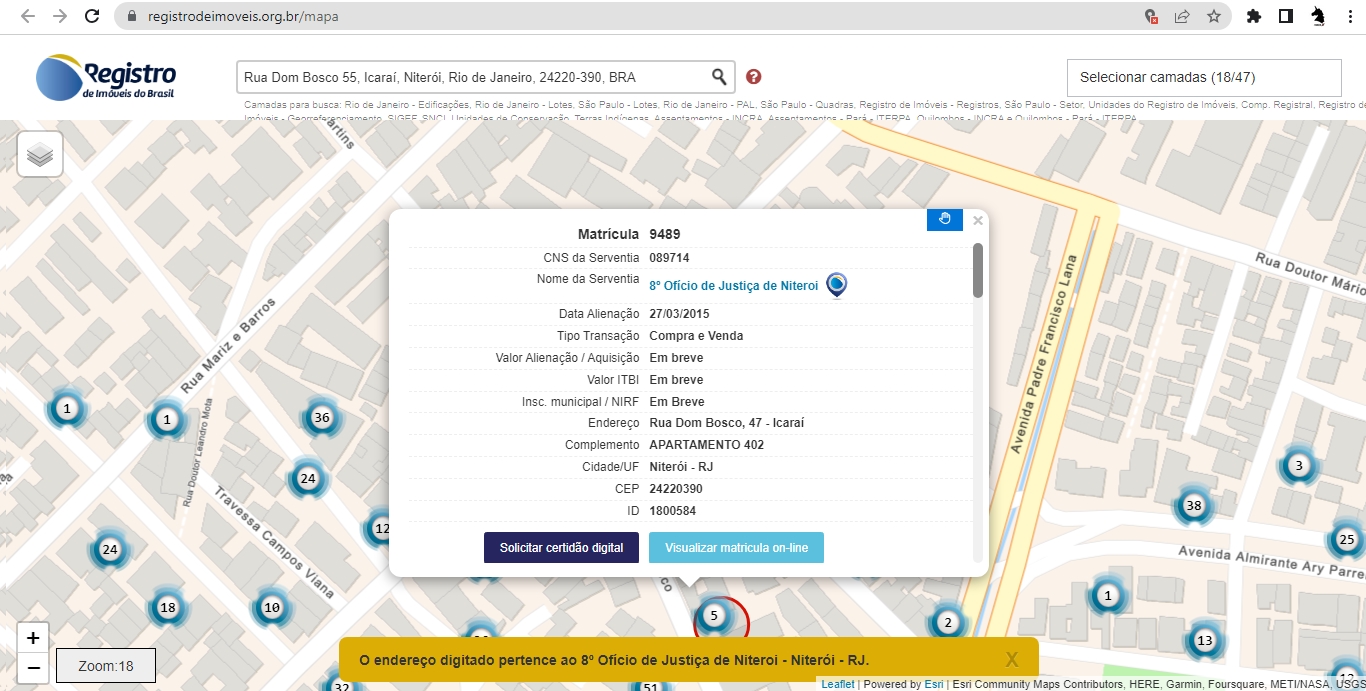 registrodeimoveis.org.br/mapa
Registro
de Imóveis do Brasil
Rua Dom Bosco 55, Icaraí, Niterói, Rio de Janeiro, 24220-390, BRA
?
Selecionar camadas (18/47)
Camadas para busca: Rio de Janeiro - Edificações, Rio de Janeiro - Lotes, São Paulo - Lotes, Rio de Janeiro - PAL, São Paulo - Quadras, Registro de Imóveis - Registros, São Paulo - Setor, Unidades do Registro de Imóveis, Comp. Registral, Registro de
Imóveis - Georreferenciamento, SIGEF, SNCI, Unidades de Conservação, Terras Indígenas, Assentamentos - INCRA, Assentamentos - Pará - ITERPA, Quilombos - INCRA e Quilombos - Pará - ITERPA
artins
Matrícula 9489
×
CNS da Serventia 089714
Nome da Serventia 8º Ofício de Justiça de Niteroi
Data Alienação 27/03/2015
Tipo Transação Compra e Venda
Valor Alienação / Aquisição Em breve
Valor ITBI Em breve
Insc. municipal / NIRF Em Breve
Endereço Rua Dom Bosco, 47 - Icaraí
Complemento APARTAMENTO 402
Cidade/UF Niterói - RJ
CEP 24220390
ID 1800584
Solicitar certidão digital
Visualizar matricula on-line
Rua Mariz e Barros
Rua Doutor Leandro Mota
Travessa Campos Viana
Avenida Padre Francisco Lana
Rua Doutor Mário
Avenida Almirante Ary Parre
co
1
1
36
24
12
24
18
10
5
2
3
38
25
1
13
32
51
+
−
Zoom:18
O endereço digitado pertence ao 8º Ofício de Justiça de Niteroi - Niterói - RJ.
X
Leaflet | Powered by Esri | Esri Community Maps Contributors, HERE, Garmin, Foursquare, METI/NASA, USGS